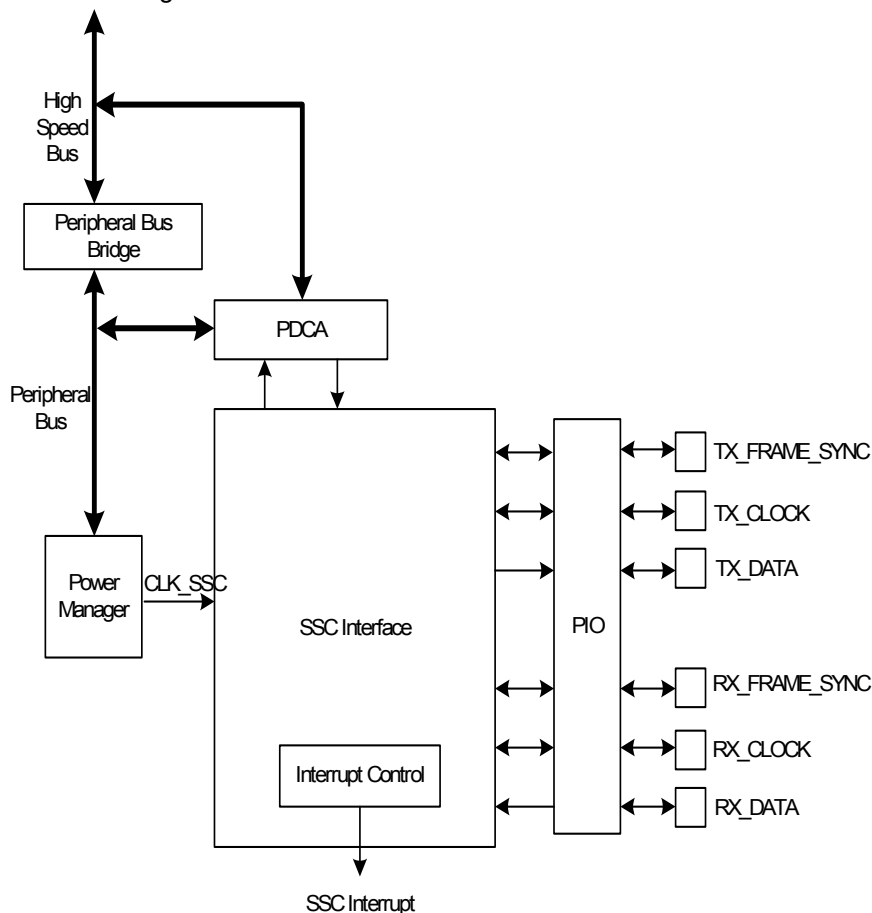 High
Speed
Bus
Peripheral Bus
Bridge
PDCA
Peripheral
Bus
TX_FRAME_SYNC
TX_CLOCK
TX_DATA
Power
Manager
CLK_SSC
SSC Interface
PIO
RX_FRAME_SYNC
RX_CLOCK
RX_DATA
Interrupt Control
SSC Interrupt